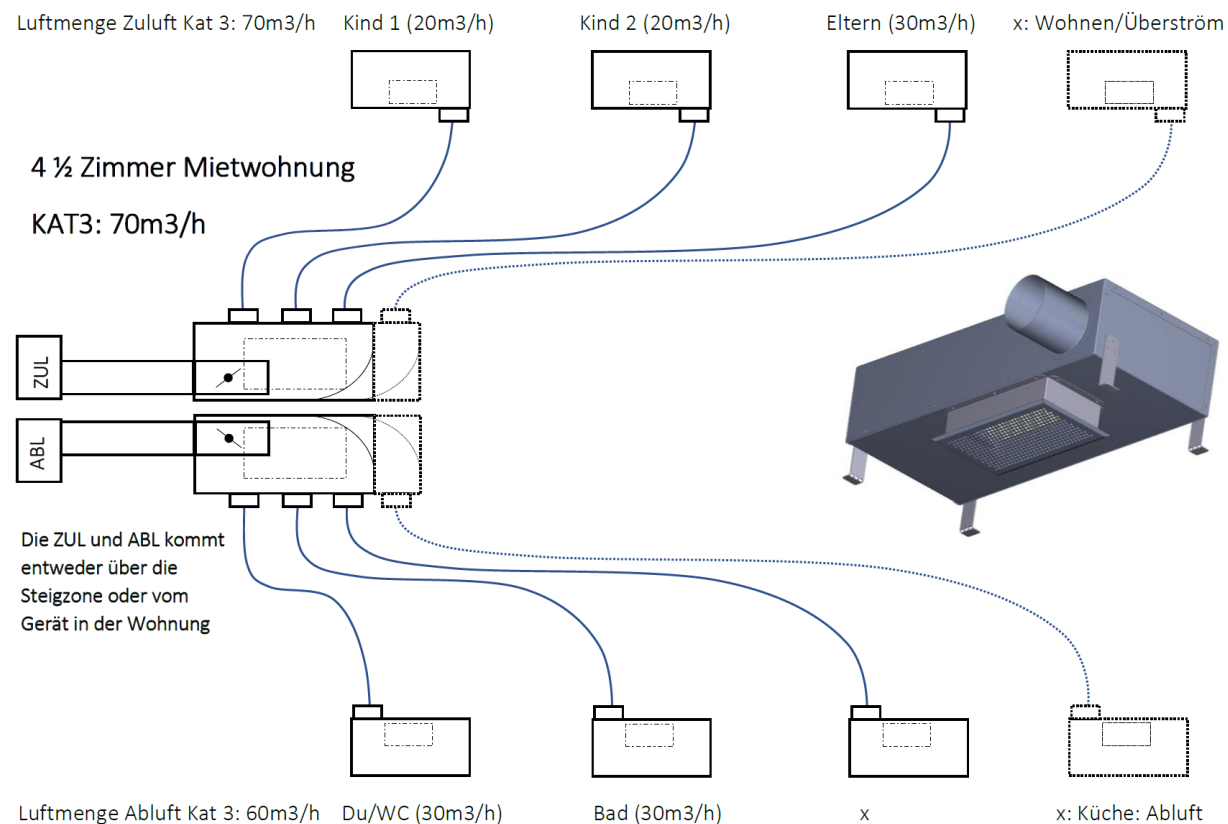 Luftmenge Zuluft Kat 3: 70m3/h
Kind 1 (20m3/h)
Kind 2 (20m3/h)
Eltern (30m3/h)
x: Wohnen/Überström
4 ½ Zimmer Mietwohnung
KAT3: 70m3/h
ZUL
ABL
Die ZUL und ABL kommt
entweder über die
Steigzone oder vom
Gerät in der Wohnung
Luftmenge Abluft Kat 3: 60m3/h
Du/WC (30m3/h)
Bad (30m3/h)
x
x: Küche: Abluft